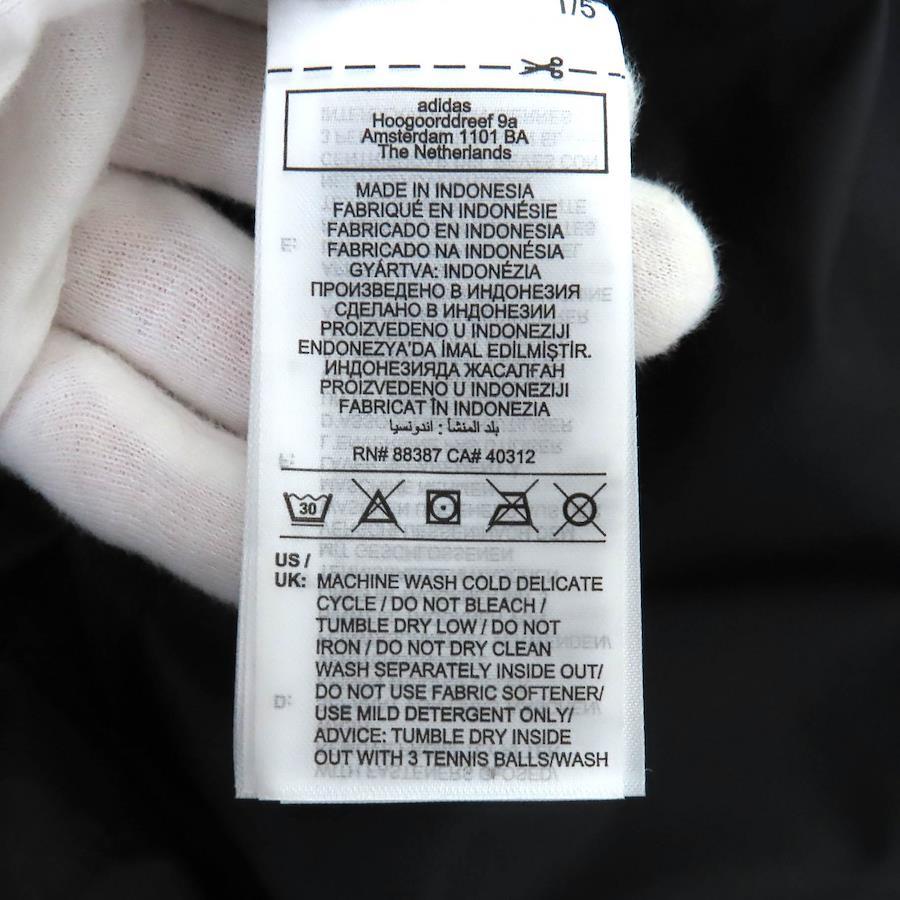 1/5
adidas
Hoogoorddreef 9a
Amsterdam 1101 BA
The Netherlands
MADE IN INDONESIA
FABRIQUÉ EN INDONÉSIE
FABRICADO EN INDONESIA
FABRICADO NA INDONÉSIA
GYÁRTVA: INDONÉZIA
ПРОИЗВЕДЕНО В ИНДОНЕЗИЯ
СДЕЛАНО В ИНДОНЕЗИИ
PROIZVEDENO U INDONEZIJI
ENDONEZYA'DA İMAL EDİLMİŞTİR.
ИНДОНЕЗИЯДА ЖАСАЛҒАН
PROIZVEDENO U INDONEZIJI
FABRICAT ÎN INDONEZIA
بلد المنشأ : اندونسيا
RN# 88387 CA# 40312
30
US /
UK: MACHINE WASH COLD DELICATE
CYCLE / DO NOT BLEACH /
TUMBLE DRY LOW / DO NOT
IRON / DO NOT DRY CLEAN
WASH SEPARATELY INSIDE OUT/
DO NOT USE FABRIC SOFTENER/
USE MILD DETERGENT ONLY/
ADVICE: TUMBLE DRY INSIDE
OUT WITH 3 TENNIS BALLS/WASH